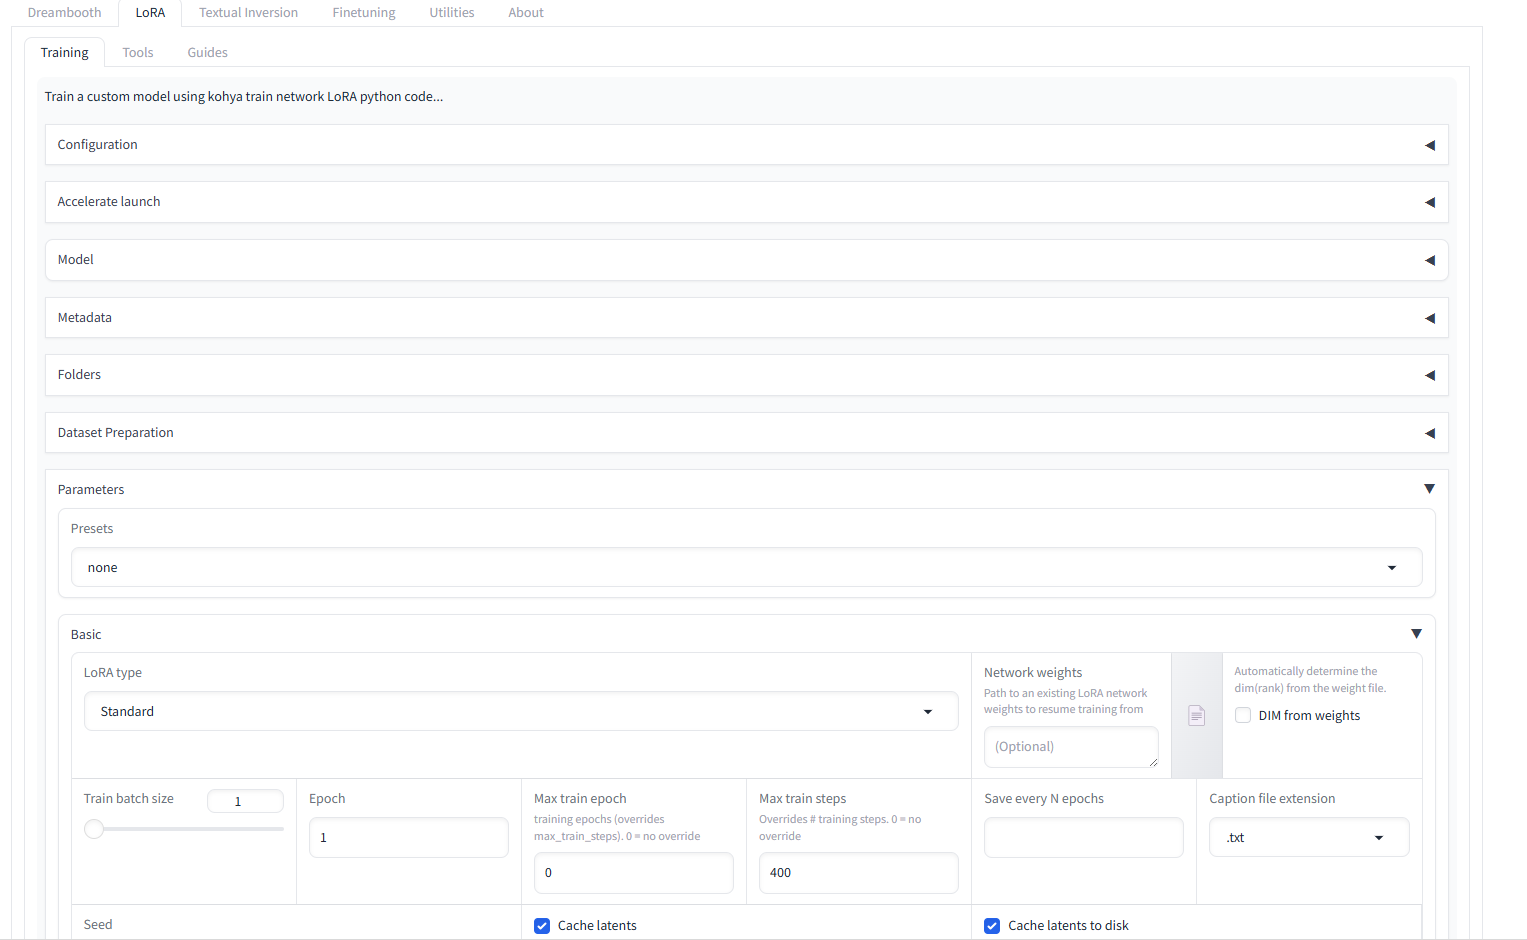 Dreambooth LoRA Textual Inversion Finetuning Utilities About
Training Tools Guides
Train a custom model using kohya train network LoRA python code...
Configuration
Accelerate launch
Model
Metadata
Folders
Dataset Preparation
Parameters
Presets
none
Basic
LoRA type
Standard
Network weights
Path to an existing LoRA network
weights to resume training from
(Optional)
Automatically determine the
dim(rank) from the weight file.
DIM from weights
Train batch size
1
Epoch
1
Max train epoch
training epochs (overrides
max_train_steps). 0 = no override
0
Max train steps
Overrides # training steps. 0 = no
override
400
Save every N epochs
Caption file extension
.txt
Seed
Cache latents
Cache latents to disk